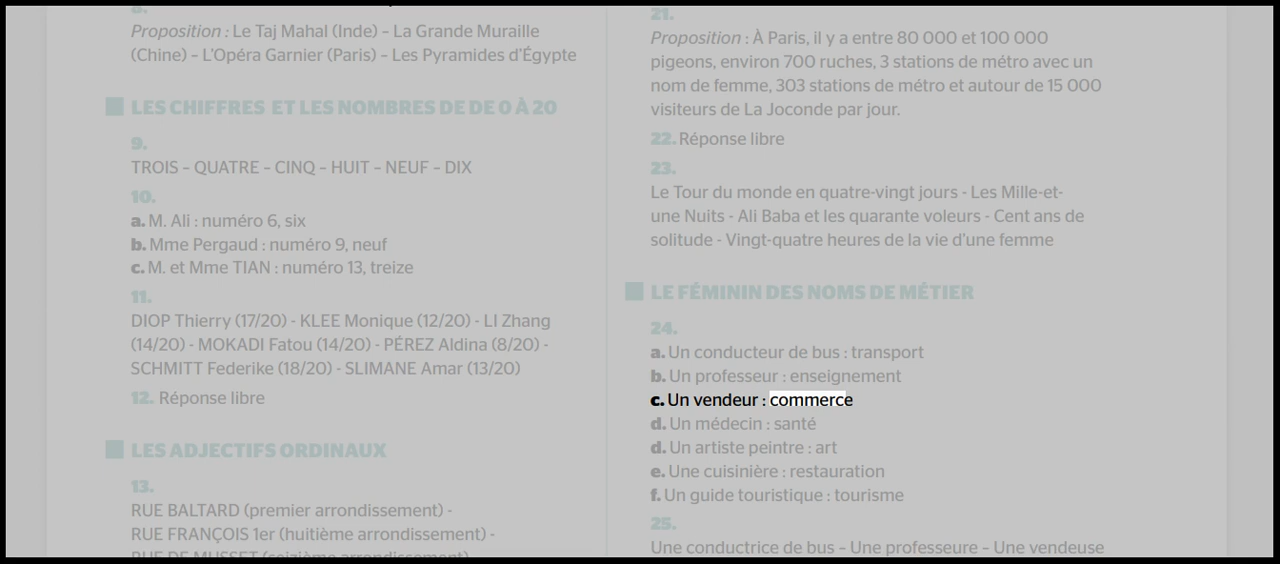 8.
Proposition : Le Taj Mahal (Inde) – La Grande Muraille
(Chine) – L'Opéra Garnier (Paris) – Les Pyramides d'Égypte
LES CHIFFRES ET LES NOMBRES DE DE 0 À 20
9.
TROIS – QUATRE – CINQ – HUIT – NEUF – DIX
10.
a. M. Ali : numéro 6, six
b. Mme Pergaud : numéro 9, neuf
c. M. et Mme TIAN : numéro 13, treize
11.
DIOP Thierry (17/20) - KLEE Monique (12/20) - LI Zhang
(14/20) - MOKADI Fatou (14/20) - PÉREZ Aldina (8/20) -
SCHMITT Federike (18/20) - SLIMANE Amar (13/20)
12. Réponse libre
LES ADJECTIFS ORDINAUX
13.
RUE BALTARD (premier arrondissement) -
RUE FRANÇOIS 1er (huitième arrondissement) -
RUE DE MUSSET (seizième arrondissement)
21.
Proposition : À Paris, il y a entre 80 000 et 100 000
pigeons, environ 700 ruches, 3 stations de métro avec un
nom de femme, 303 stations de métro et autour de 15 000
visiteurs de La Joconde par jour.
22. Réponse libre
23.
Le Tour du monde en quatre-vingt jours - Les Mille-et-
une Nuits - Ali Baba et les quarante voleurs - Cent ans de
solitude - Vingt-quatre heures de la vie d'une femme
LE FÉMININ DES NOMS DE MÉTIER
24.
a. Un conducteur de bus : transport
b. Un professeur : enseignement
c. Un vendeur : commerce
d. Un médecin : santé
d. Un artiste peintre : art
e. Une cuisinière : restauration
f. Un guide touristique : tourisme
25.
Une conductrice de bus – Une professeure – Une vendeuse